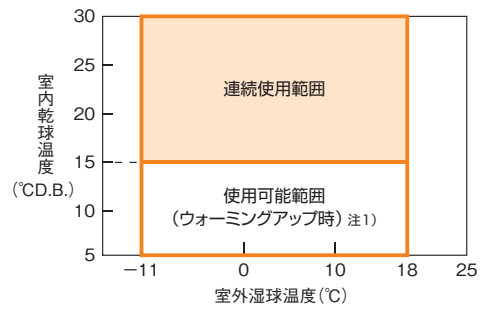 30
25
20
15
10
5
室内乾球温度
(℃D.B.)
連続使用範囲
使用可能範囲
(ウォーミングアップ時) 注1)
−11 0 10 18 25
室外湿球温度(℃)